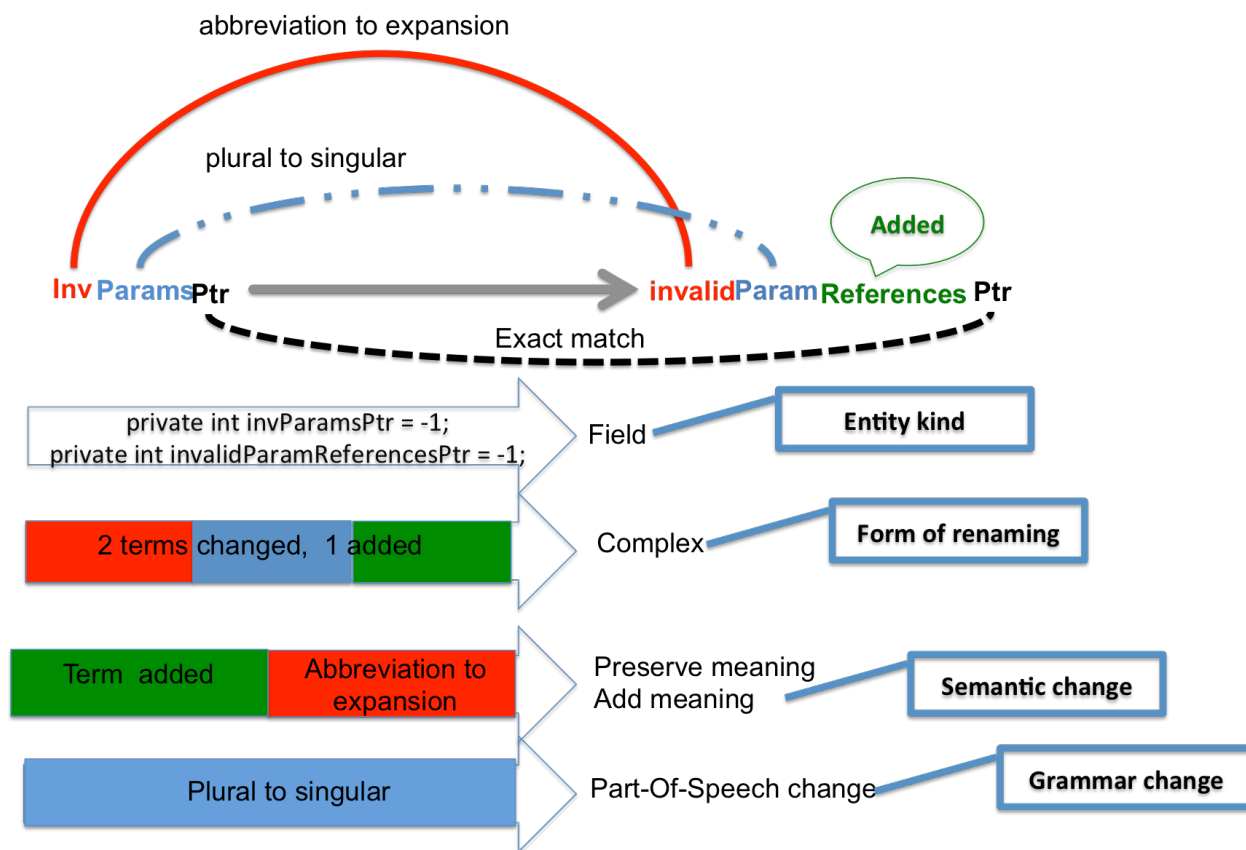 abbreviation to expansion
plural to singular
Added
Inv Params Ptr invalid Param References Ptr
Exact match
private int invParamsPtr = -1;
private int invalidParamReferencesPtr = -1;
Field
Entity kind
2 terms changed, 1 added
Complex
Form of renaming
Term added
Abbreviation to
expansion
Preserve meaning
Add meaning
Semantic change
Plural to singular
Part-Of-Speech change
Grammar change